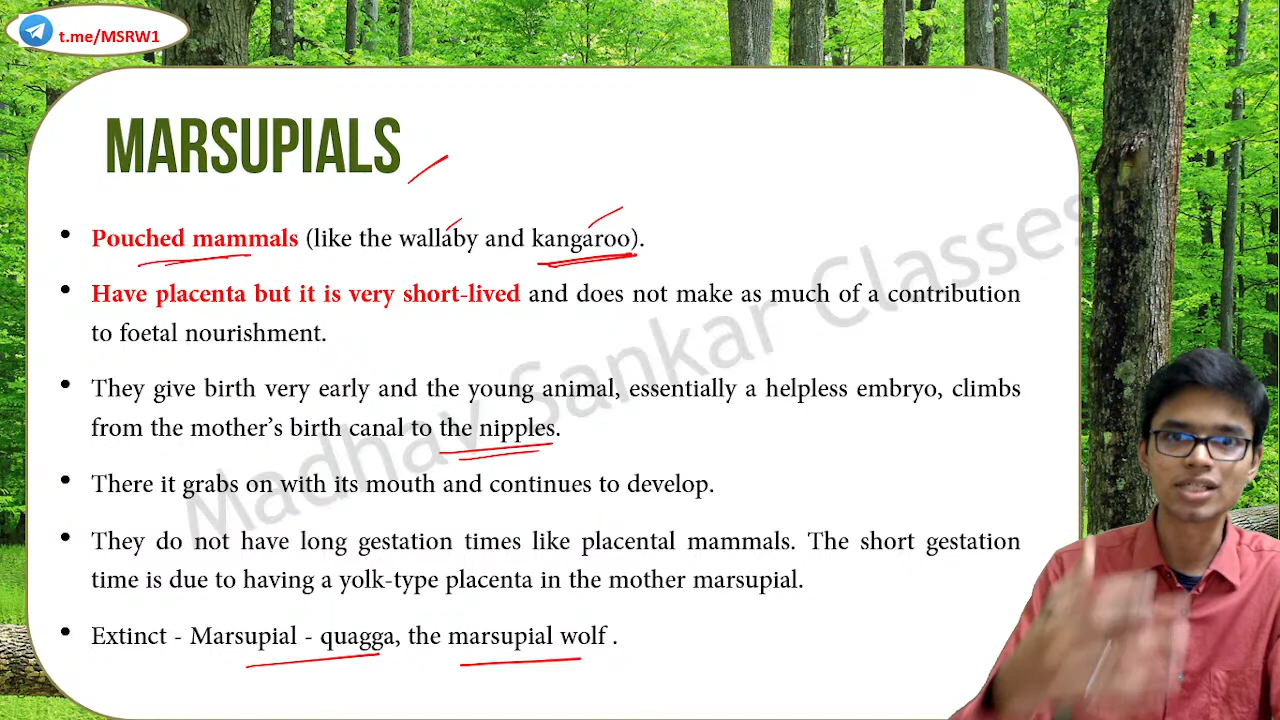 t.me/MSRW1
MARSUPIALS
• Pouched mammals (like the wallaby and kangaroo).
• Have placenta but it is very short-lived and does not make as much of a contribution
to foetal nourishment.
• They give birth very early and the young animal, essentially a helpless embryo, climbs
from the mother's birth canal to the nipples.
• There it grabs on with its mouth and continues to develop.
• They do not have long gestation times like placental mammals. The short gestation
time is due to having a yolk-type placenta in the mother marsupial.
• Extinct - Marsupial - quagga, the marsupial wolf .
Madhav Sankar Classes